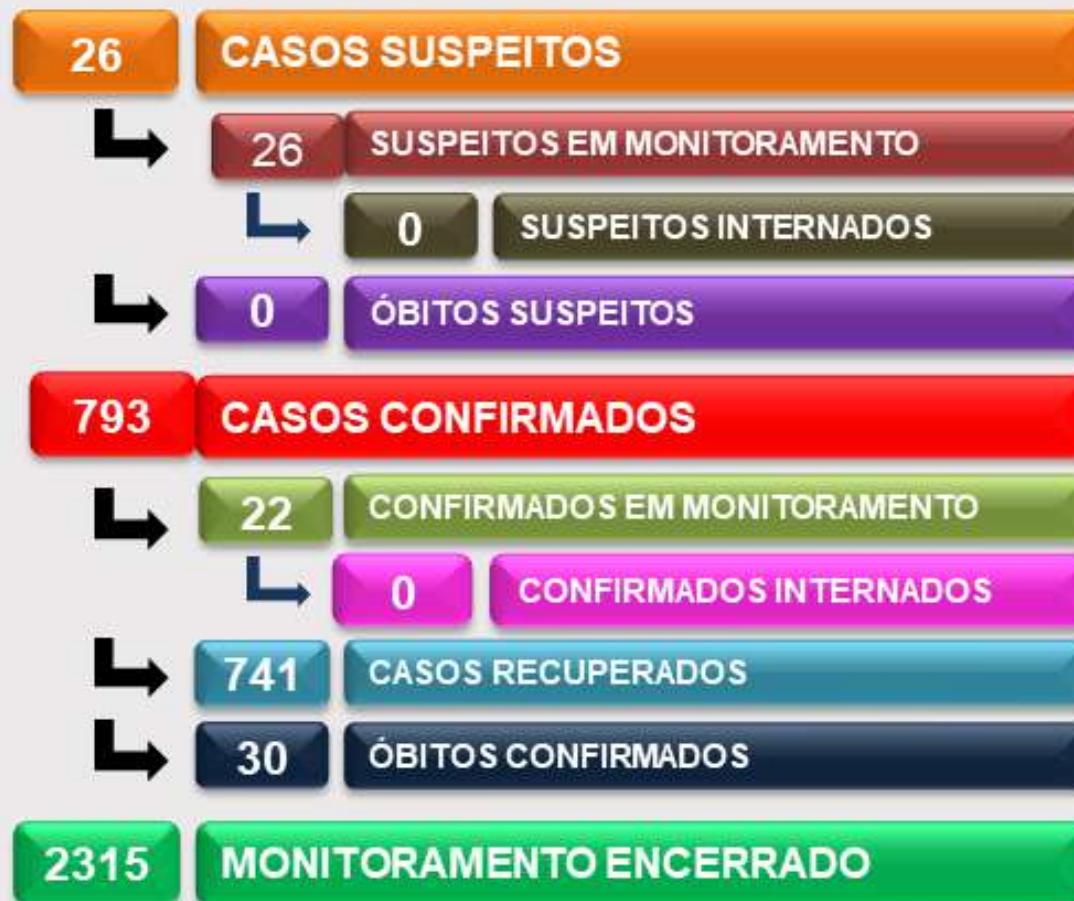 26 CASOS SUSPEITOS
26 SUSPEITOS EM MONITORAMENTO
0 SUSPEITOS INTERNADOS
0 ÓBITOS SUSPEITOS
793 CASOS CONFIRMADOS
22 CONFIRMADOS EM MONITORAMENTO
0 CONFIRMADOS INTERNADOS
741 CASOS RECUPERADOS
30 ÓBITOS CONFIRMADOS
2315 MONITORAMENTO ENCERRADO